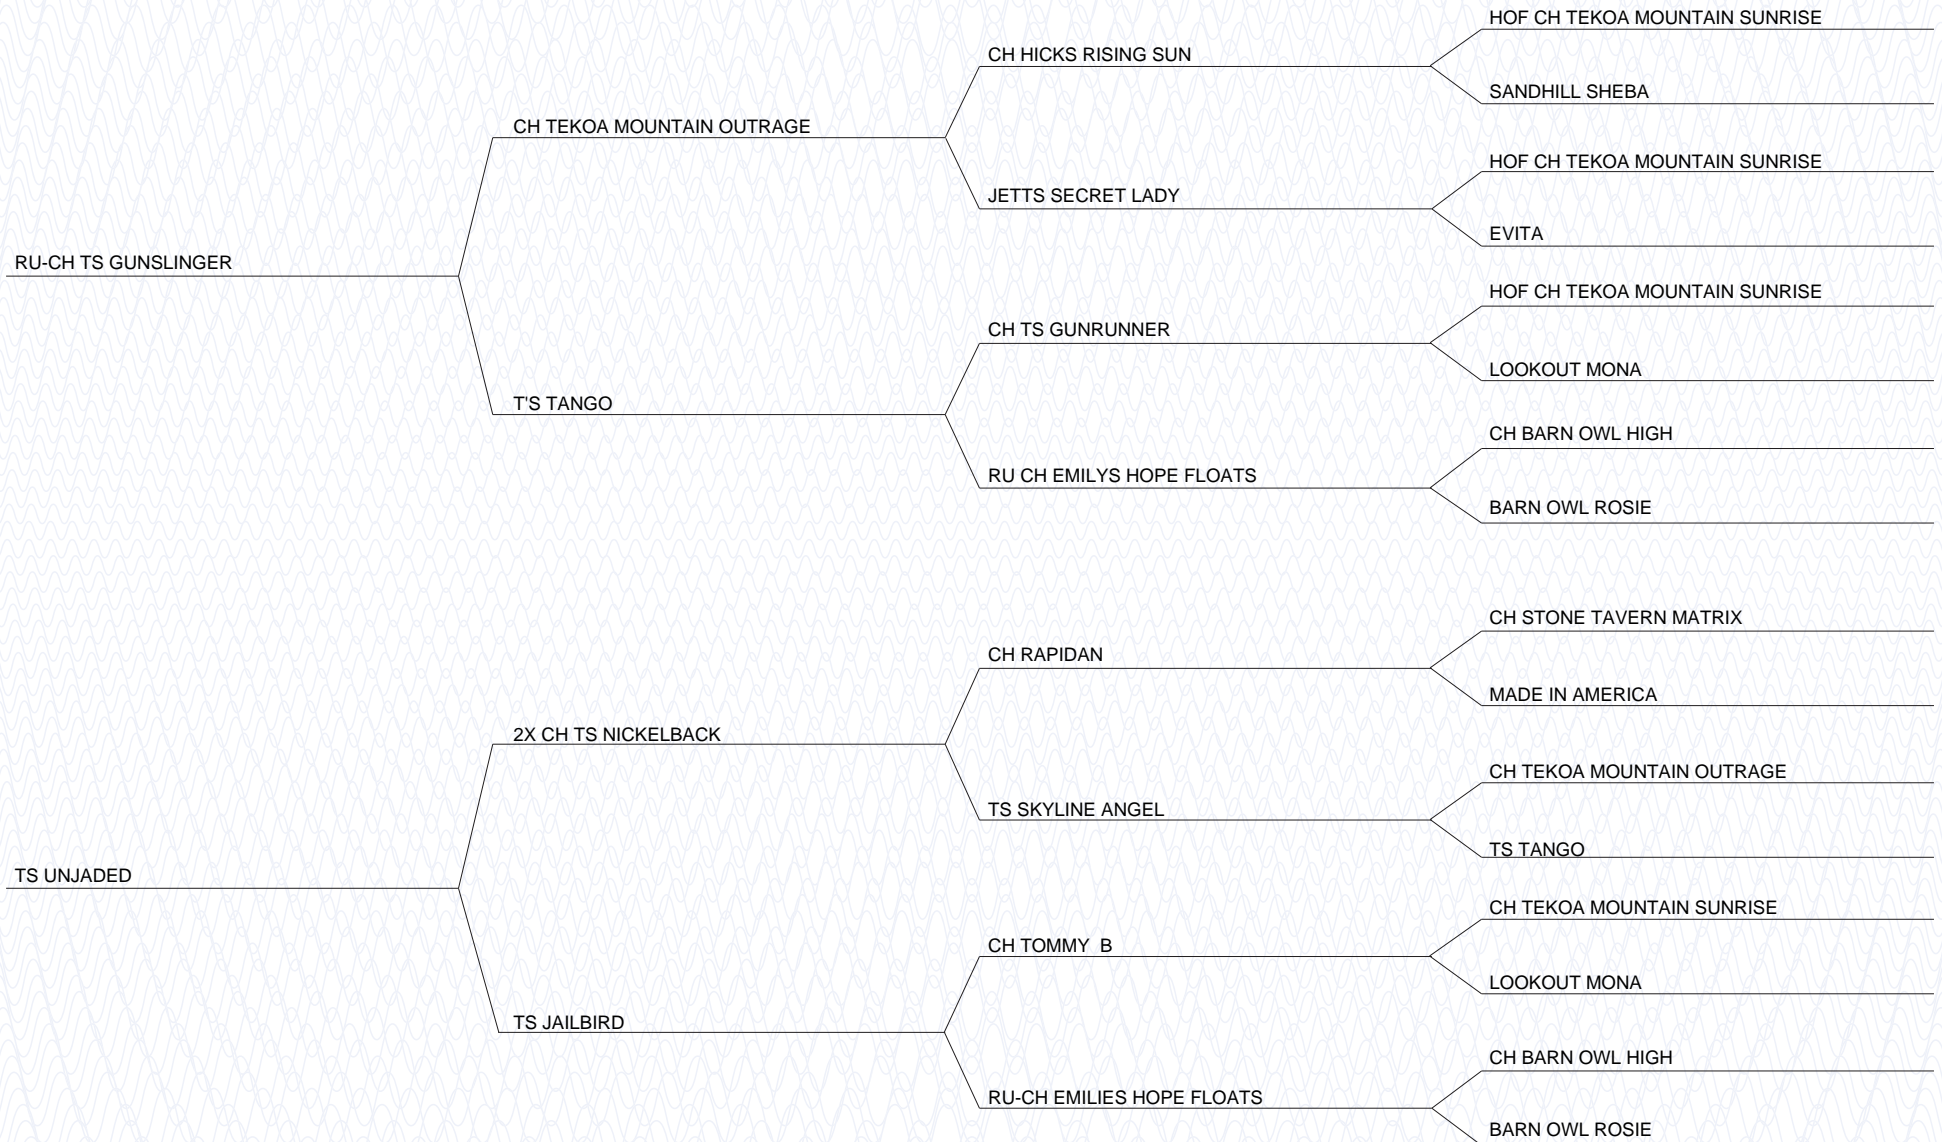 HOF CH TEKOA MOUNTAIN SUNRISE
CH HICKS RISING SUN
SANDHILL SHEBA
CH TEKOA MOUNTAIN OUTRAGE
HOF CH TEKOA MOUNTAIN SUNRISE
JETTS SECRET LADY
EVITA
RU-CH TS GUNSLINGER
HOF CH TEKOA MOUNTAIN SUNRISE
CH TS GUNRUNNER
LOOKOUT MONA
T'S TANGO
CH BARN OWL HIGH
RU CH EMILYS HOPE FLOATS
BARN OWL ROSIE
CH STONE TAVERN MATRIX
CH RAPIDAN
MADE IN AMERICA
2X CH TS NICKELBACK
CH TEKOA MOUNTAIN OUTRAGE
TS SKYLINE ANGEL
TS TANGO
TS UNJADED
CH TEKOA MOUNTAIN SUNRISE
CH TOMMY  B
LOOKOUT MONA
TS JAILBIRD
CH BARN OWL HIGH
RU-CH EMILIES HOPE FLOATS
BARN OWL ROSIE